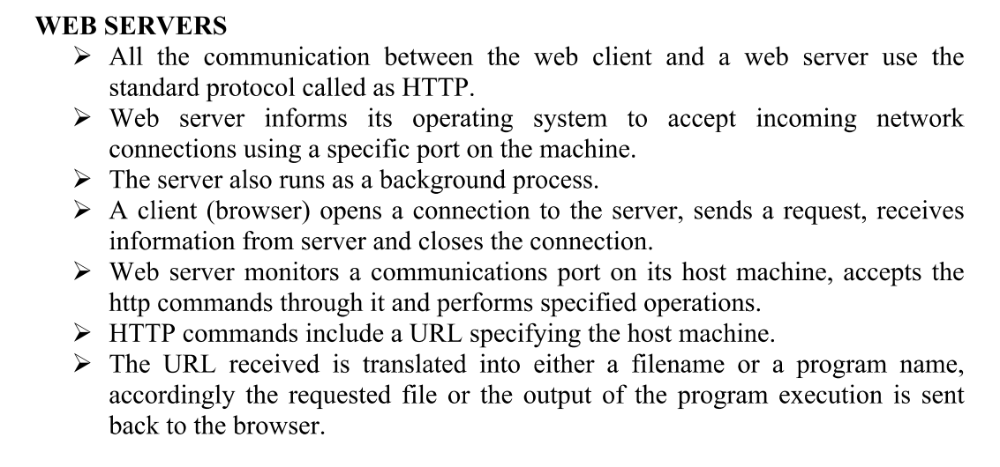 WEB SERVERS
➢ All the communication between the web client and a web server use the
standard protocol called as HTTP.
➢ Web server informs its operating system to accept incoming network
connections using a specific port on the machine.
➢ The server also runs as a background process.
➢ A client (browser) opens a connection to the server, sends a request, receives
information from server and closes the connection.
➢ Web server monitors a communications port on its host machine, accepts the
http commands through it and performs specified operations.
➢ HTTP commands include a URL specifying the host machine.
➢ The URL received is translated into either a filename or a program name,
accordingly the requested file or the output of the program execution is sent
back to the browser.